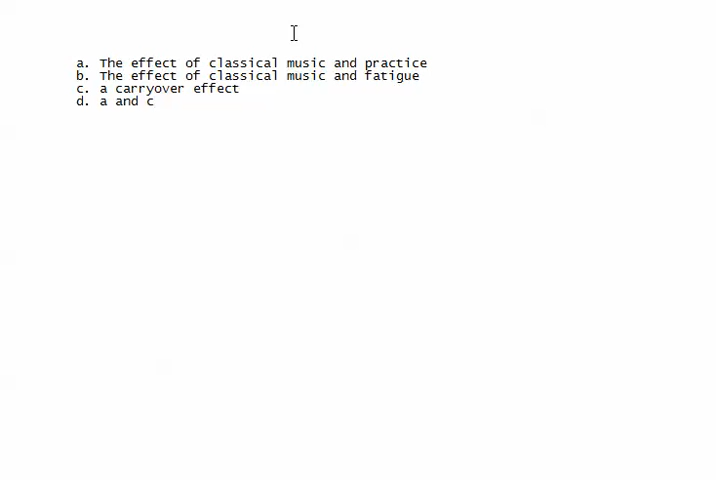 a. The effect of classical music and practice
b. The effect of classical music and fatigue
c. a carryover effect
d. a and c